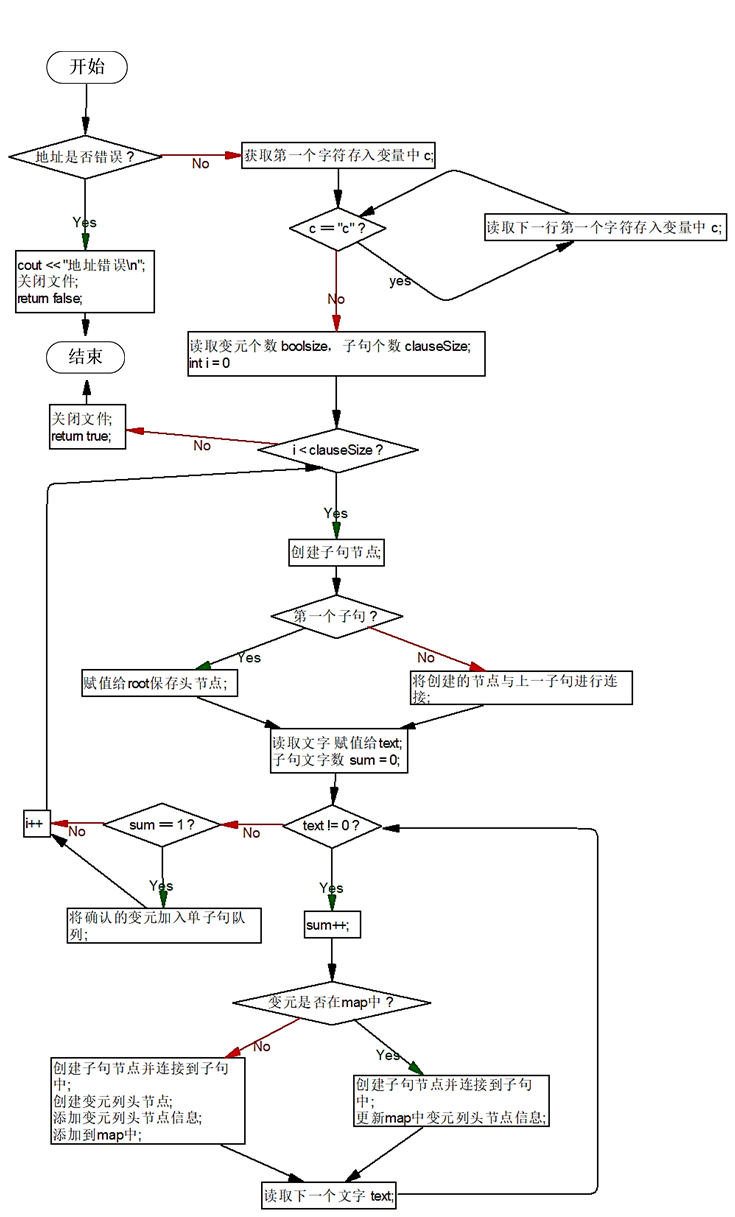 开始
地址是否错误？
No
获取第一个字符存入变量中 c;
Yes
c == "c"？
读取下一行第一个字符存入变量中 c;
yes
cout << "地址错误\n";
关闭文件;
return false;
No
结束
读取变元个数 boolsize，子句个数 clauseSize;
int i = 0
关闭文件;
return true;
No
i < clauseSize？
Yes
创建子句节点;
第一个子句？
Yes
No
赋值给root保存头节点;
将创建的节点与上一子句进行连
接;
读取文字 赋值给text;
子句文字数 sum = 0;
i++
No
sum == 1？
No
text != 0？
Yes
Yes
将确认的变元加入单子句队
列;
sum++;
变元是否在map中？
No
Yes
创建子句节点并连接到子句
中;
创建变元列头节点;
添加变元列头节点信息;
添加到map中;
创建子句节点并连接到子句
中;
更新map中变元列头节点信息;
读取下一个文字 text;